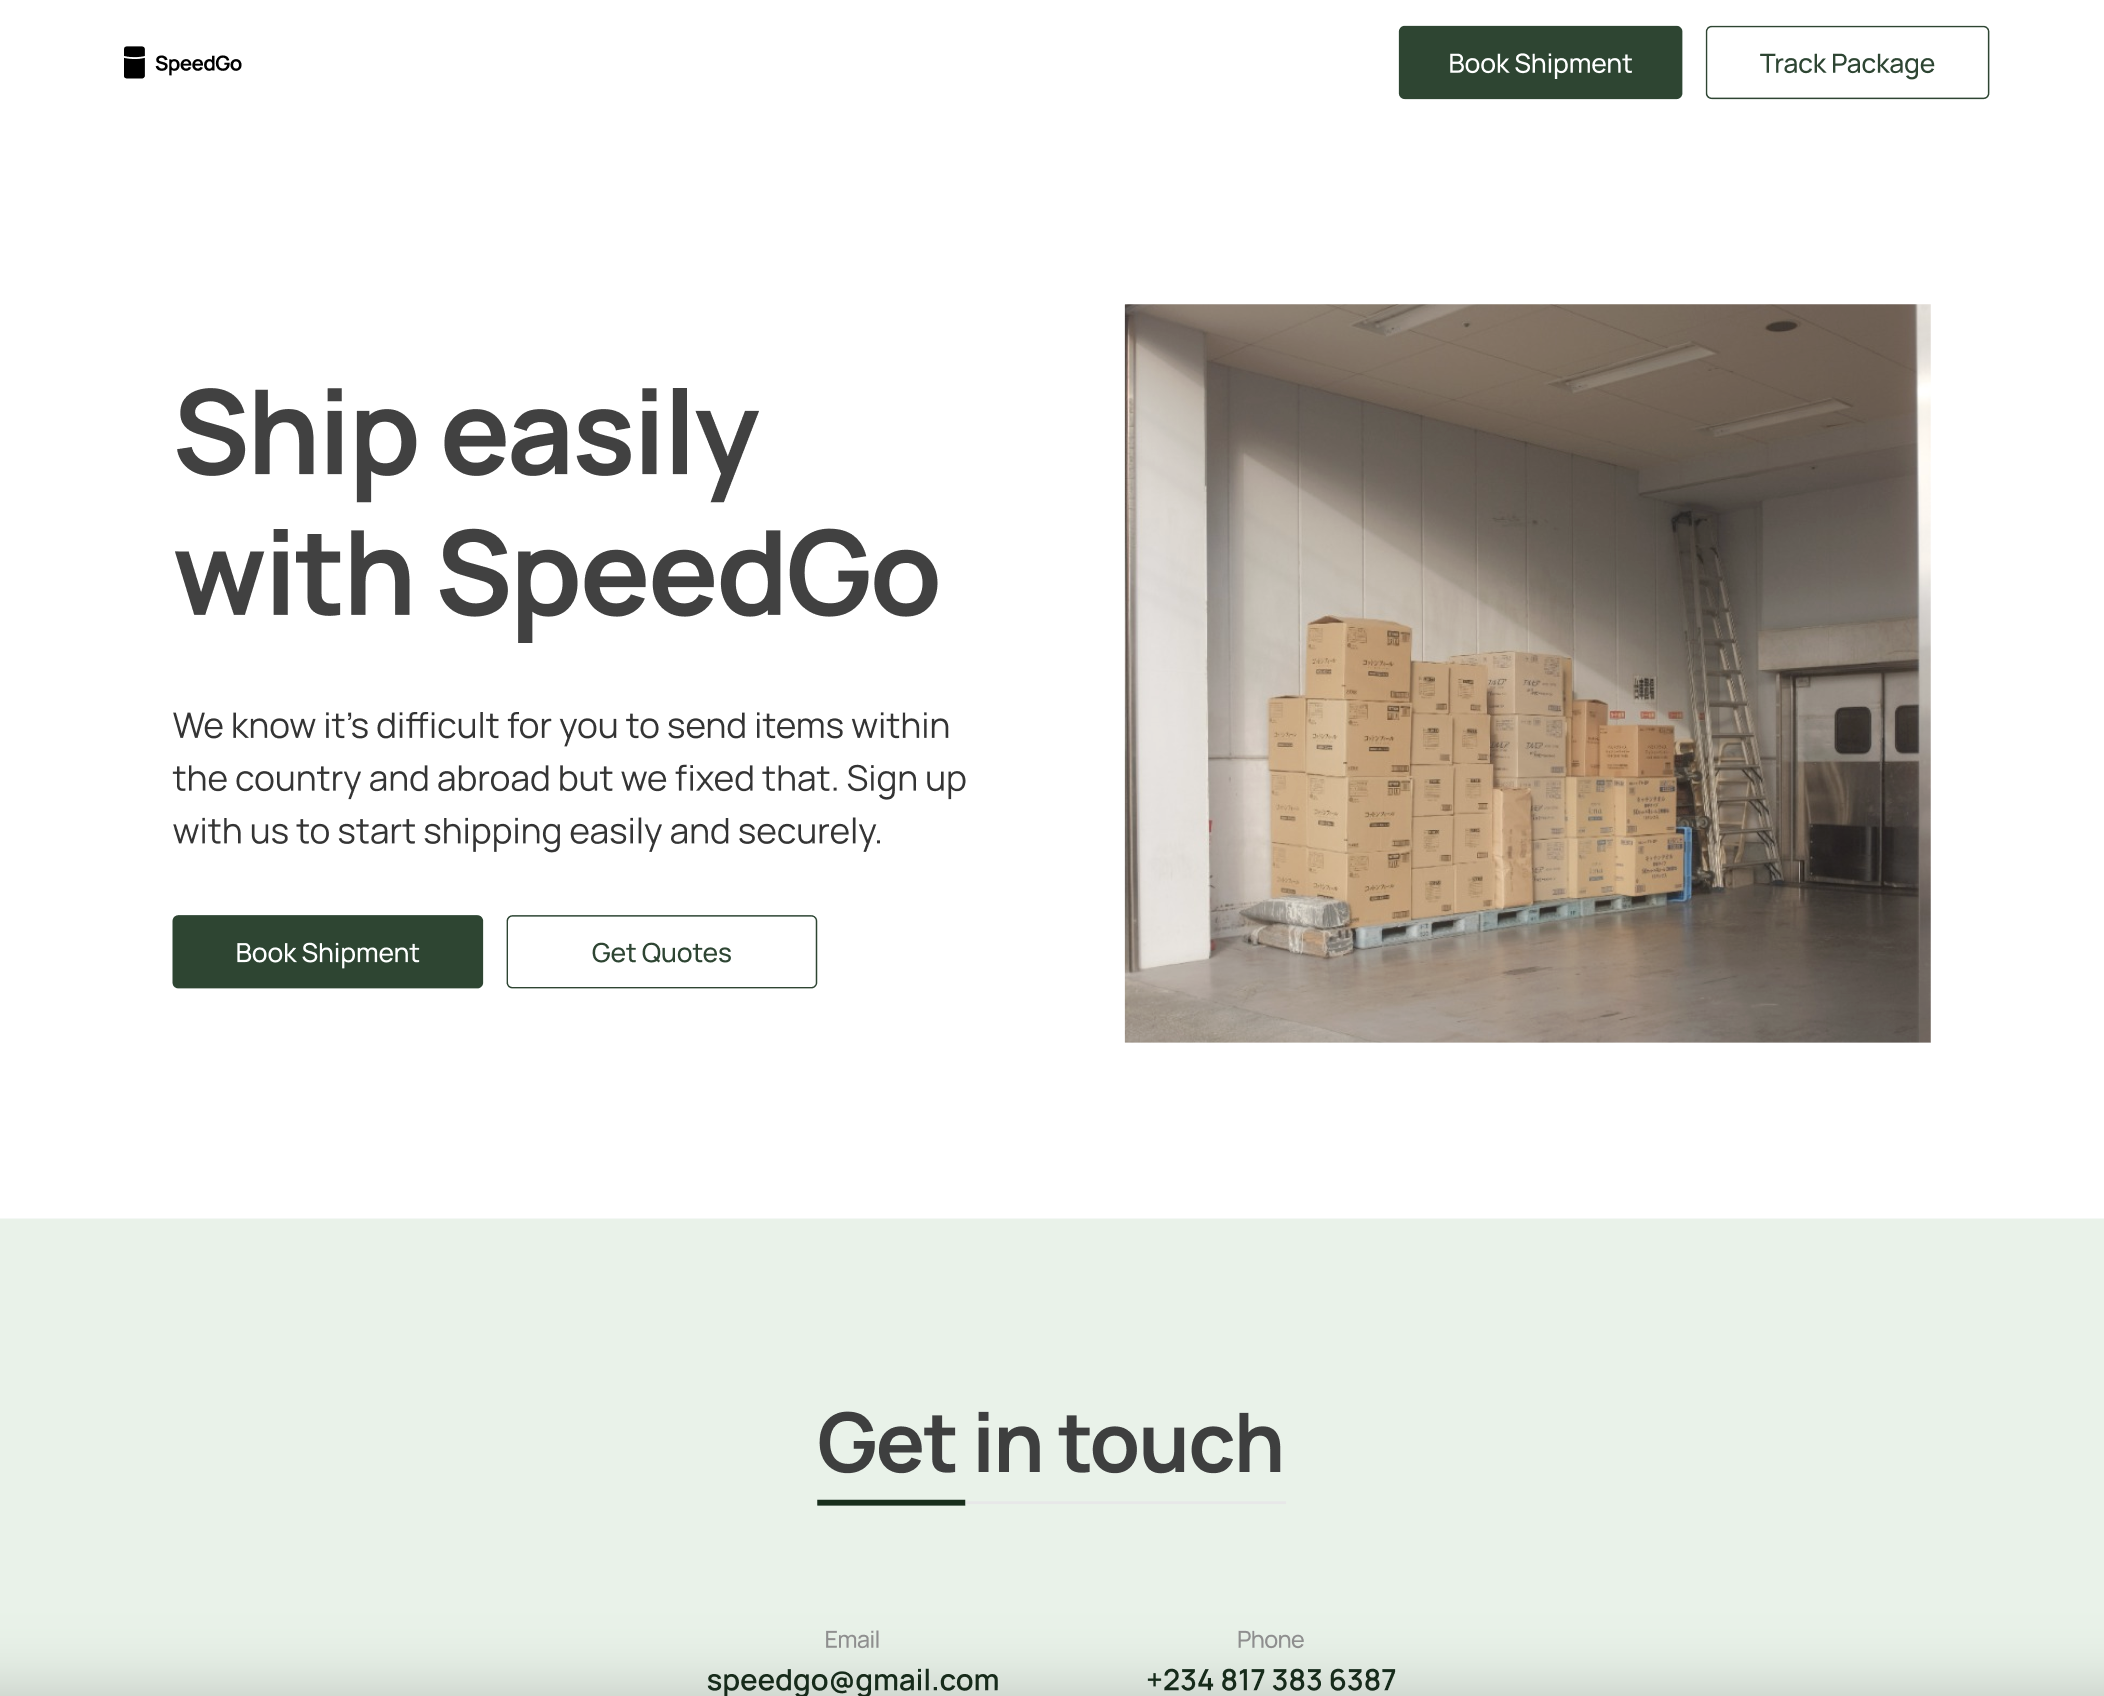 SpeedGo
Book Shipment
Track Package
Ship easily
with SpeedGo
We know it's difficult for you to send items within
the country and abroad but we fixed that. Sign up
with us to start shipping easily and securely.
Book Shipment
Get Quotes
Get in touch
Email
speedgo@gmail.com
Phone
+234 817 383 6387